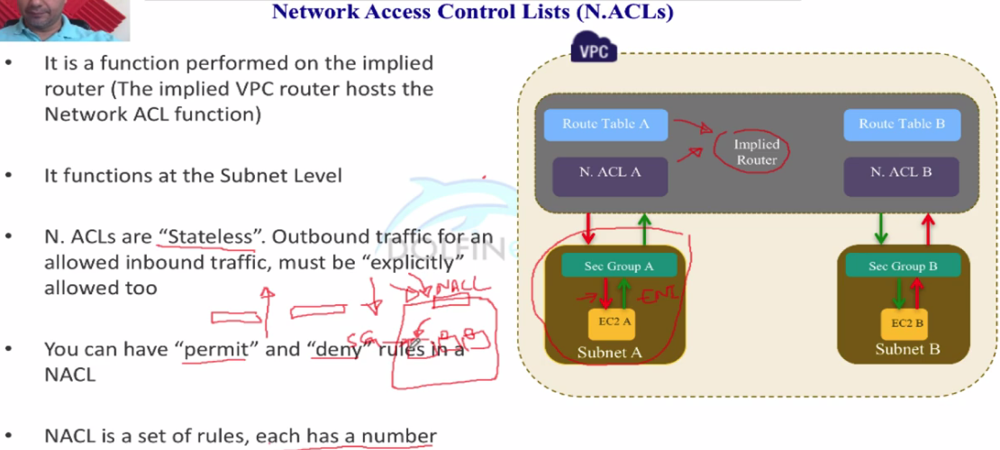 Network Access Control Lists (N.ACLs)
• It is a function performed on the implied
router (The implied VPC router hosts the
Network ACL function)
• It functions at the Subnet Level
• N. ACLs are “Stateless”. Outbound traffic for an
allowed inbound traffic, must be “explicitly”
allowed too
• You can have “permit” and “deny” rules in a
NACL
• NACL is a set of rules, each has a number
DOLFIN
NACL
SG
VPC
Route Table A
Route Table B
Implied
Router
N. ACL A
N. ACL B
Sec Group A
Sec Group B
ENI
EC2 A
EC2 B
Subnet A
Subnet B